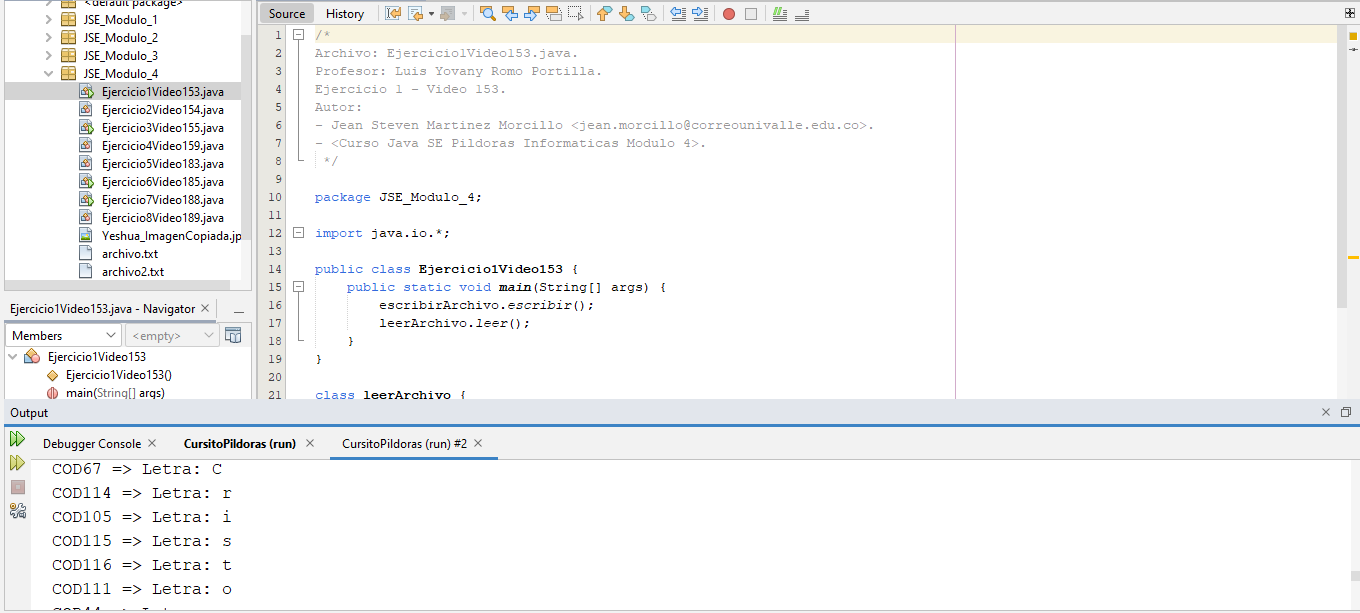 <default package>
JSE_Modulo_1
JSE_Modulo_2
JSE_Modulo_3
JSE_Modulo_4
Ejercicio1Video153.java
Ejercicio2Video154.java
Ejercicio3Video155.java
Ejercicio4Video159.java
Ejercicio5Video183.java
Ejercicio6Video185.java
Ejercicio7Video188.java
Ejercicio8Video189.java
Yeshua_ImagenCopiada.jp
archivo.txt
archivo2.txt
Ejercicio1Video153.java - Navigator
Members <empty>
Ejercicio1Video153
Ejercicio1Video153()
main(String[] args)
Source History
1 /*
2 Archivo: Ejercicio1Video153.java.
3 Profesor: Luis Yovany Romo Portilla.
4 Ejercicio 1 - Video 153.
5 Autor:
6 - Jean Steven Martinez Morcillo <jean.morcillo@correounivalle.edu.co>.
7 - <Curso Java SE Pildoras Informaticas Modulo 4>.
8 */
9
10 package JSE_Modulo_4;
11
12 import java.io.*;
13
14 public class Ejercicio1Video153 {
15 public static void main(String[] args) {
16 escribirArchivo.escribir();
17 leerArchivo.leer();
18 }
19 }
20
21 class leerArchivo {
Output
Debugger Console CursitoPildoras (run) CursitoPildoras (run) #2
COD67 => Letra: C
COD114 => Letra: r
COD105 => Letra: i
COD115 => Letra: s
COD116 => Letra: t
COD111 => Letra: o